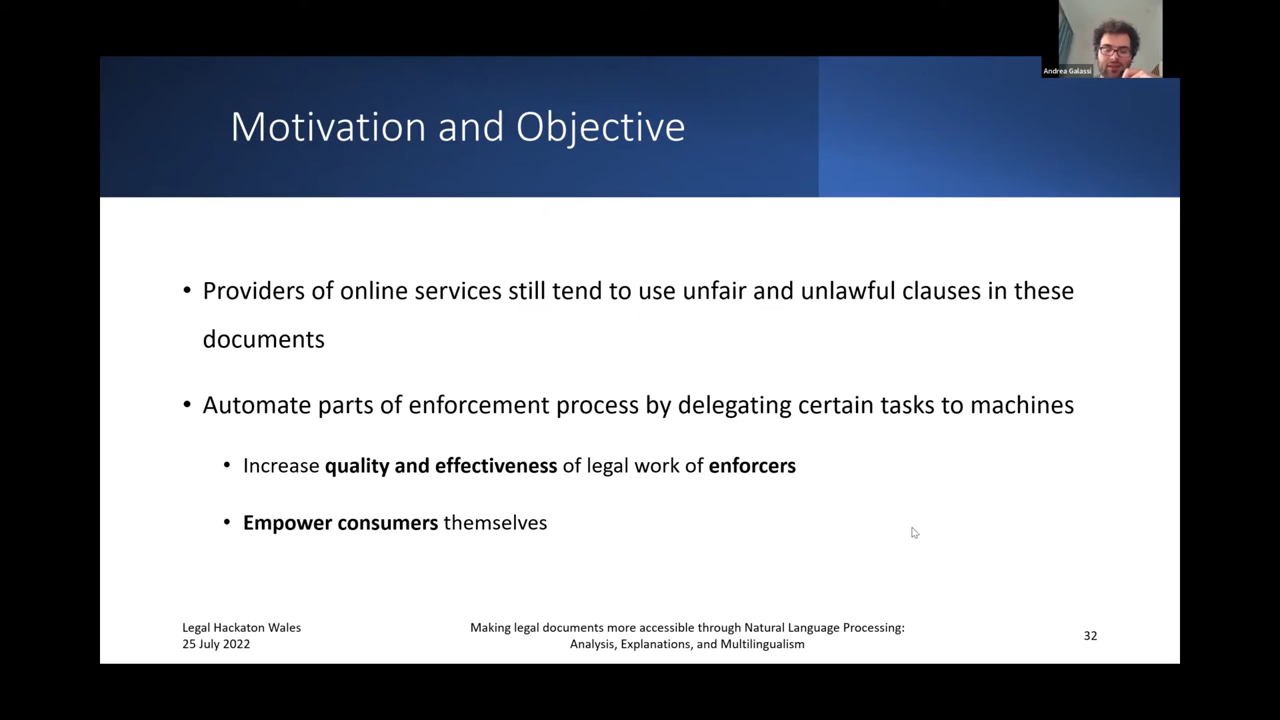 Andrea Galassi
Motivation and Objective
• Providers of online services still tend to use unfair and unlawful clauses in these
documents
• Automate parts of enforcement process by delegating certain tasks to machines
• Increase quality and effectiveness of legal work of enforcers
• Empower consumers themselves
Legal Hackaton Wales
25 July 2022
Making legal documents more accessible through Natural Language Processing:
Analysis, Explanations, and Multilingualism
32